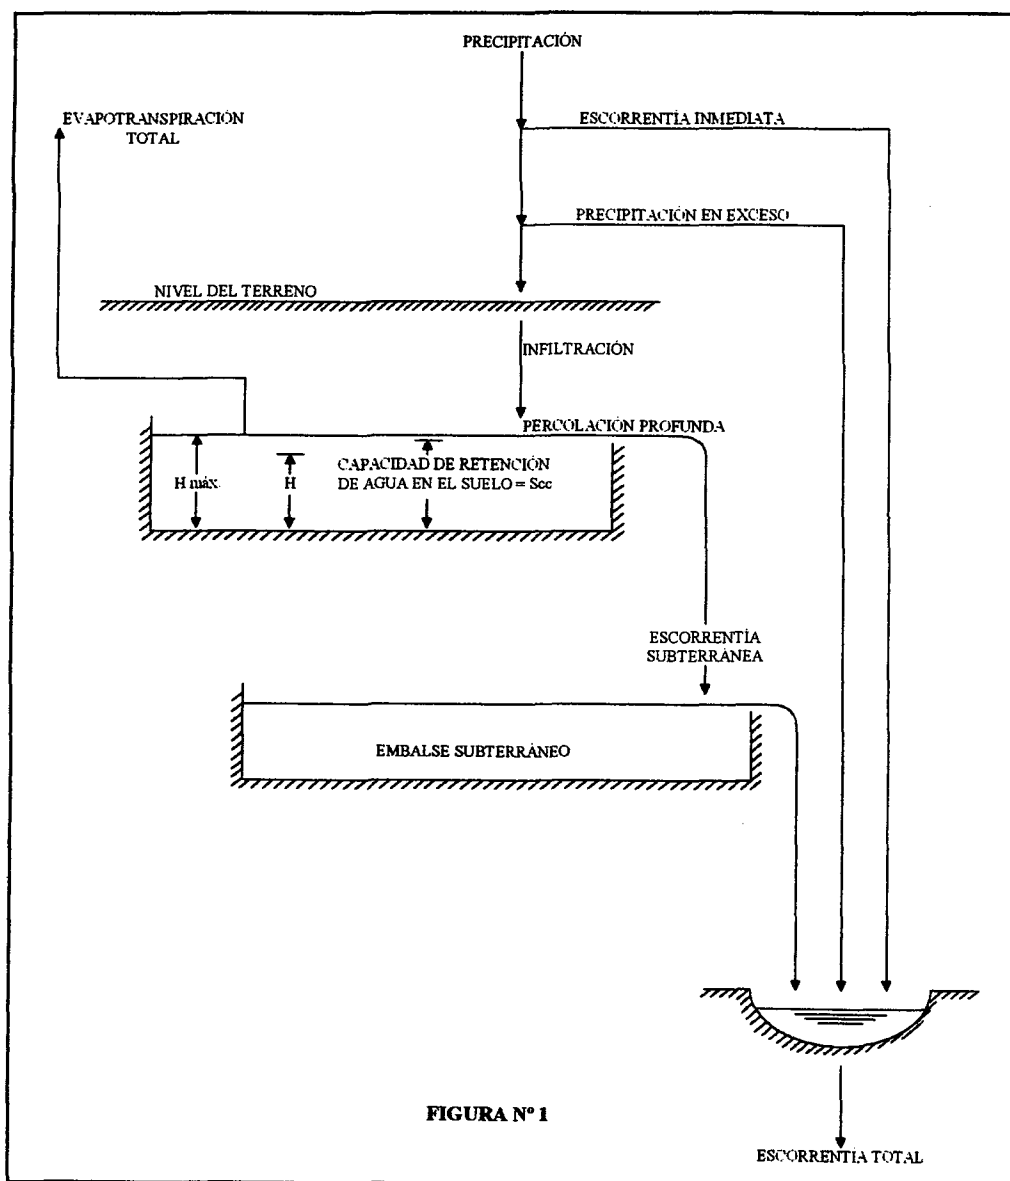 PRECIPITACIÓN
EVAPOTRANSPIRACIÓN
TOTAL
ESCORRENTÍA INMEDIATA
PRECIPITACIÓN EN EXCESO
NIVEL DEL TERRENO
INFILTRACIÓN
PERCOLACIÓN PROFUNDA
H máx.
H
CAPACIDAD DE RETENCIÓN
DE AGUA EN EL SUELO = Scc
ESCORRENTÍA
SUBTERRÁNEA
EMBALSE SUBTERRÁNEO
FIGURA Nº 1
ESCORRENTÍA TOTAL